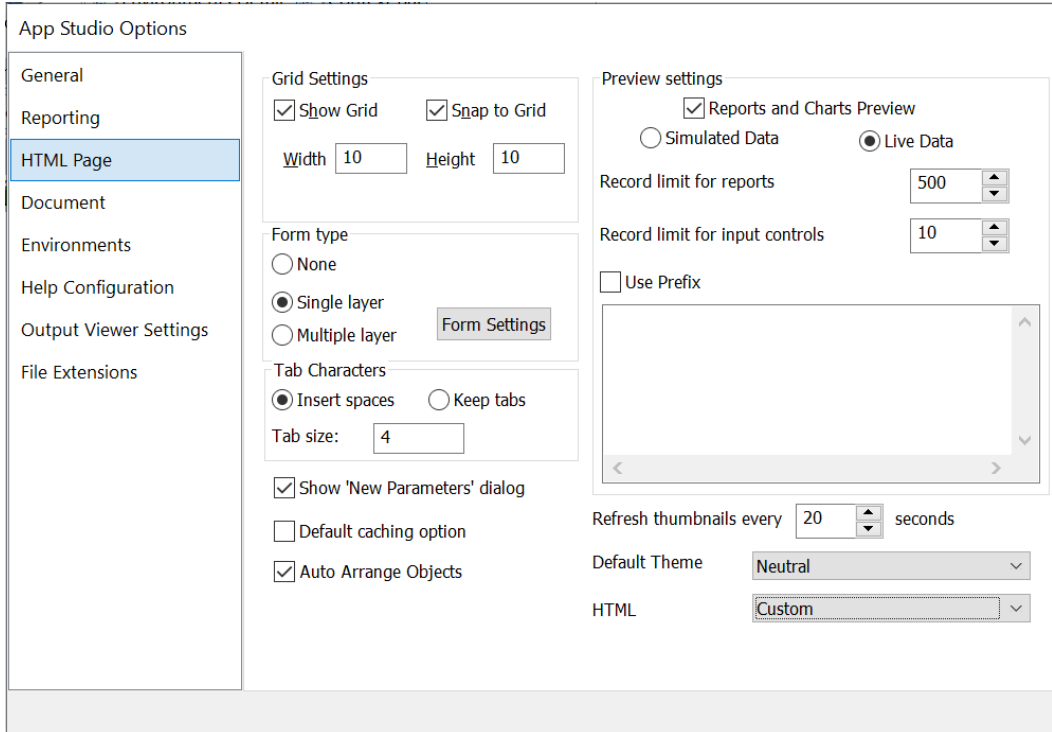 App Studio Options
General
Reporting
HTML Page
Document
Environments
Help Configuration
Output Viewer Settings
File Extensions
Grid Settings
Show Grid
Snap to Grid
Width 10
Height 10
Form type
None
Single layer
Multiple layer
Form Settings
Tab Characters
Insert spaces
Keep tabs
Tab size: 4
Show 'New Parameters' dialog
Default caching option
Auto Arrange Objects
Preview settings
Reports and Charts Preview
Simulated Data
Live Data
Record limit for reports 500
Record limit for input controls 10
Use Prefix
Refresh thumbnails every 20 seconds
Default Theme Neutral
HTML Custom